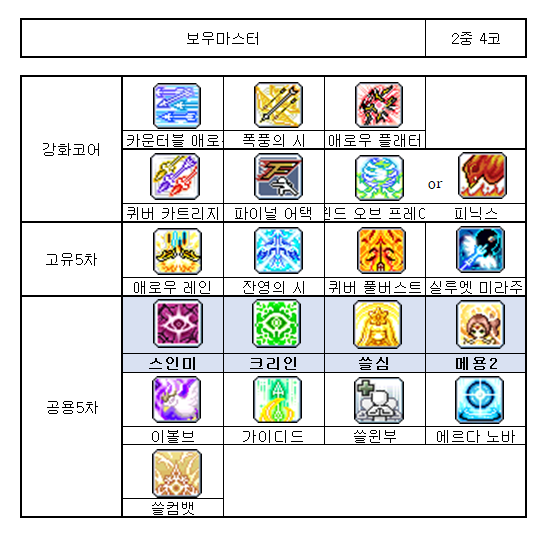 보우마스터 2중 4코
강화코어
카운터블 애로 폭풍의 시 애로우 플래터
퀴버 카트리지 파이널 어택 윈드 오브 프레이 or 피닉스
고유5차
애로우 레인 잔영의 시 퀴버 풀버스트 실루엣 미라주
공용5차
스인미 크리인 쓸심 메용2
이볼브 가이디드 쓸윈부 에르다 노바
쓸컴뱃